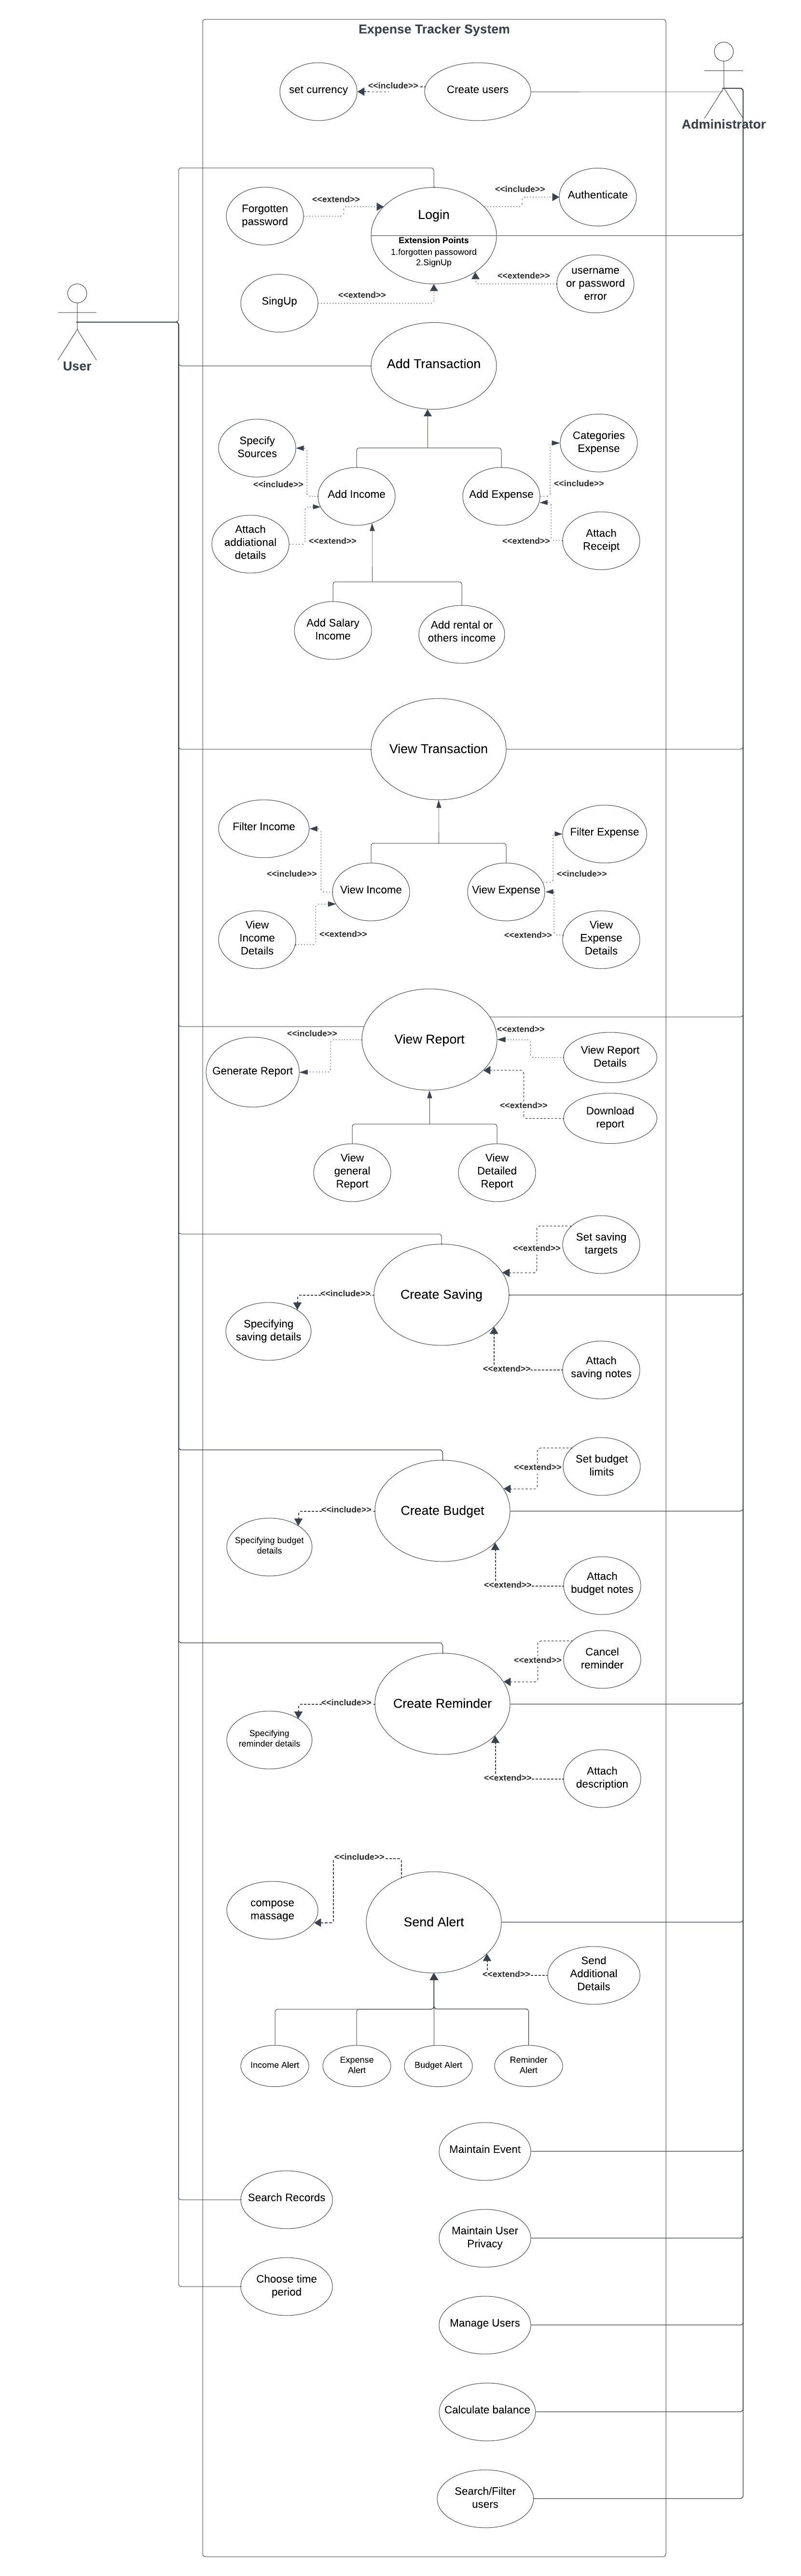 Expense Tracker System
set currency
<<include>>
Create users
Administrator
Forgotten
password
<<extend>>
Login
<<include>>
Authenticate
Extension Points
1.forgotten passoword
2.SignUp
SingUp
<<extend>>
<<extende>>
username
or password
error
User
Add Transaction
Specify
Sources
<<include>>
Categories
Expense
<<include>>
Add Income
Add Expense
Attach
addiational
details
<<extend>>
<<extend>>
Attach
Receipt
Add Salary
Income
Add rental or
others income
View Transaction
Filter Income
Filter Expense
<<include>>
<<include>>
View Income
View Expense
View
Income
Details
<<extend>>
<<extend>>
View
Expense
Details
<<include>>
View Report
<<extend>>
Generate Report
View Report
Details
<<extend>>
Download
report
View
general
Report
View
Detailed
Report
Set saving
targets
<<extend>>
Create Saving
<<include>>
Specifying
saving details
<<extend>>
Attach
saving notes
Set budget
limits
<<extend>>
Create Budget
<<include>>
Specifying budget
details
<<extend>>
Attach
budget notes
Cancel
reminder
<<extend>>
Create Reminder
<<include>>
Specifying
reminder details
<<extend>>
Attach
description
<<include>>
compose
massage
Send Alert
<<extend>>
Send
Additional
Details
Income Alert
Expense
Alert
Budget Alert
Reminder
Alert
Maintain Event
Search Records
Maintain User
Privacy
Choose time
period
Manage Users
Calculate balance
Search/Filter
users